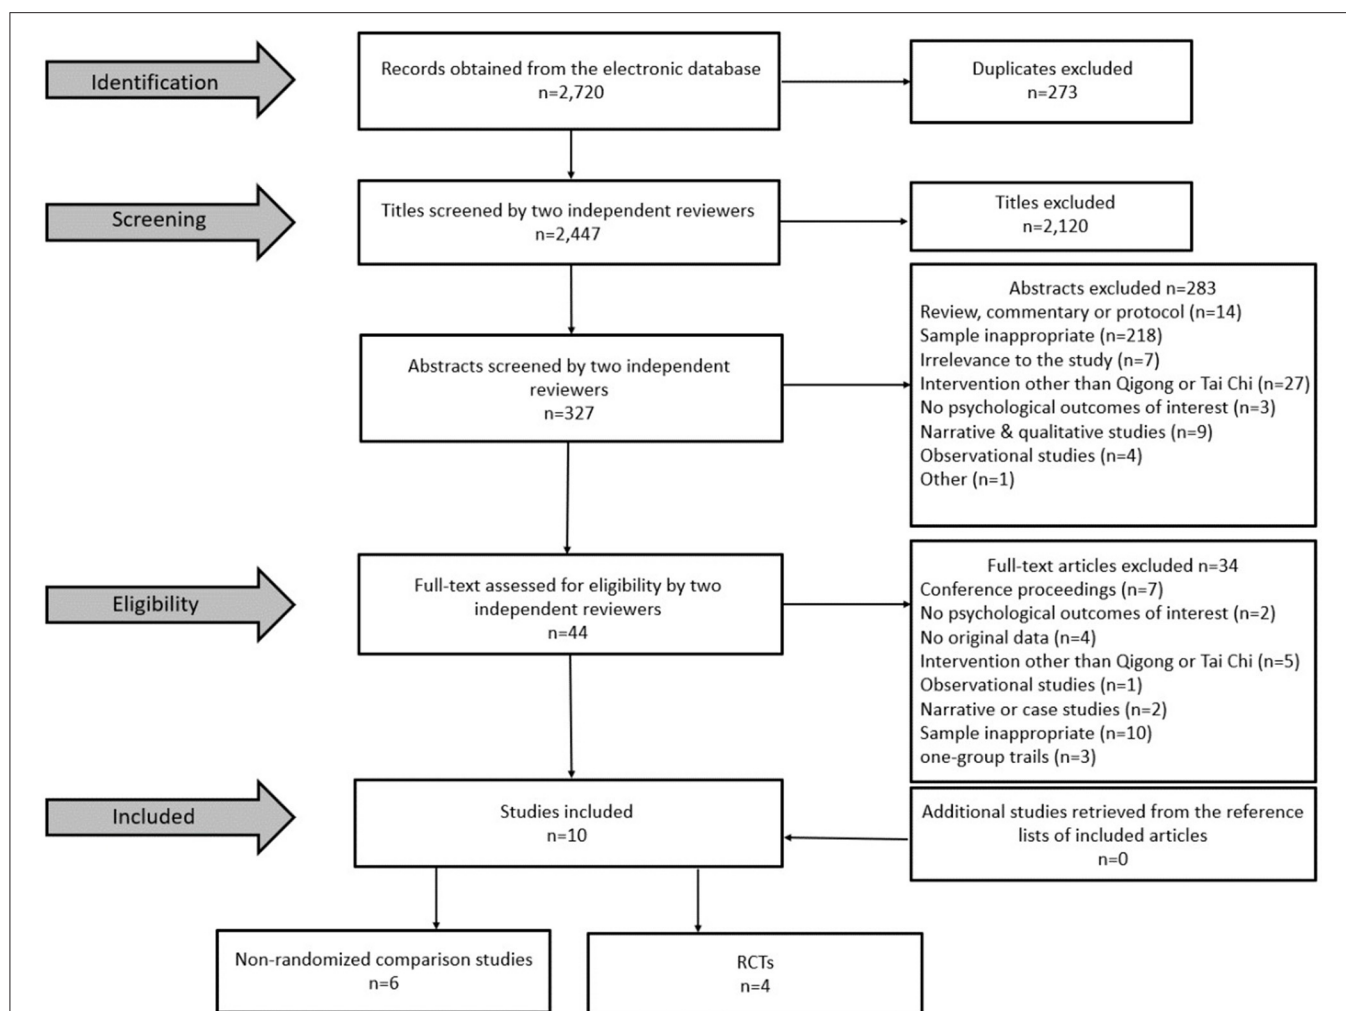 Identification
Records obtained from the electronic database
n=2,720
Duplicates excluded
n=273
Screening
Titles screened by two independent reviewers
n=2,447
Titles excluded
n=2,120
Abstracts screened by two independent
reviewers
n=327
Abstracts excluded n=283
Review, commentary or protocol (n=14)
Sample inappropriate (n=218)
Irrelevance to the study (n=7)
Intervention other than Qigong or Tai Chi (n=27)
No psychological outcomes of interest (n=3)
Narrative & qualitative studies (n=9)
Observational studies (n=4)
Other (n=1)
Eligibility
Full-text assessed for eligibility by two
independent reviewers
n=44
Full-text articles excluded n=34
Conference proceedings (n=7)
No psychological outcomes of interest (n=2)
No original data (n=4)
Intervention other than Qigong or Tai Chi (n=5)
Observational studies (n=1)
Narrative or case studies (n=2)
Sample inappropriate (n=10)
one-group trails (n=3)
Included
Studies included
n=10
Additional studies retrieved from the reference
lists of included articles
n=0
Non-randomized comparison studies
n=6
RCTs
n=4